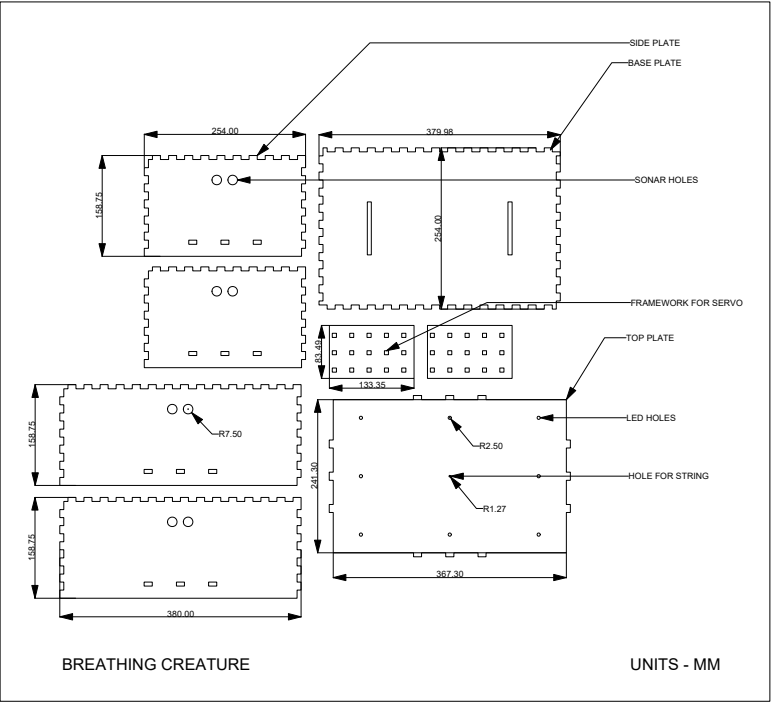 SIDE PLATE
BASE PLATE
254.00
379.98
158.75
SONAR HOLES
254.00
FRAMEWORK FOR SERVO
83.49
TOP PLATE
133.35
158.75
R7.50
LED HOLES
R2.50
241.30
HOLE FOR STRING
R1.27
158.75
367.30
380.00
BREATHING CREATURE
UNITS - MM